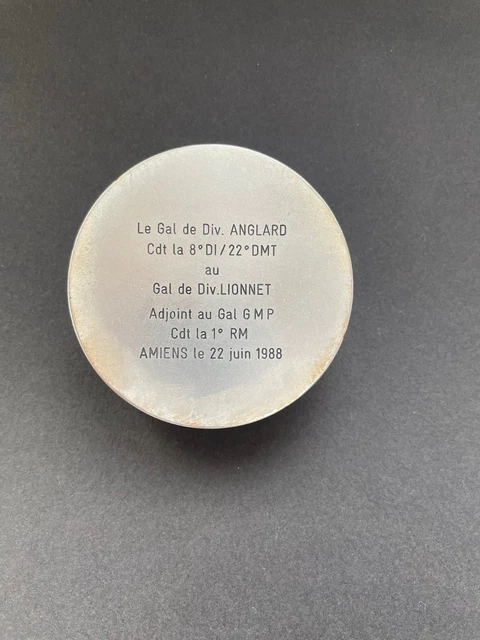 Le Gal de Div. ANGLARD
Cdt la 8°DI/22°DMT
au
Gal de Div.LIONNET
Adjoint au Gal G M P
Cdt la 1° RM
AMIENS le 22 juin 1988